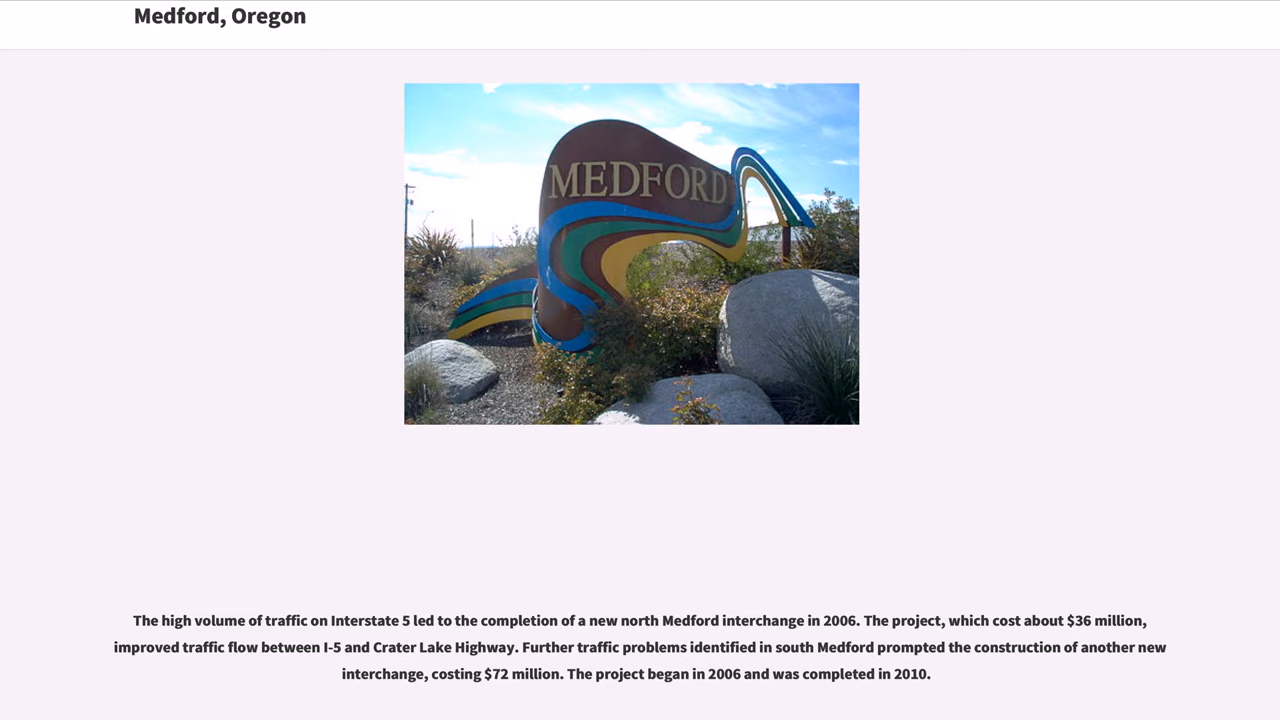 Medford, Oregon
MEDFORD
The high volume of traffic on Interstate 5 led to the completion of a new north Medford interchange in 2006. The project, which cost about $36 million,
improved traffic flow between I-5 and Crater Lake Highway. Further traffic problems identified in south Medford prompted the construction of another new
interchange, costing $72 million. The project began in 2006 and was completed in 2010.